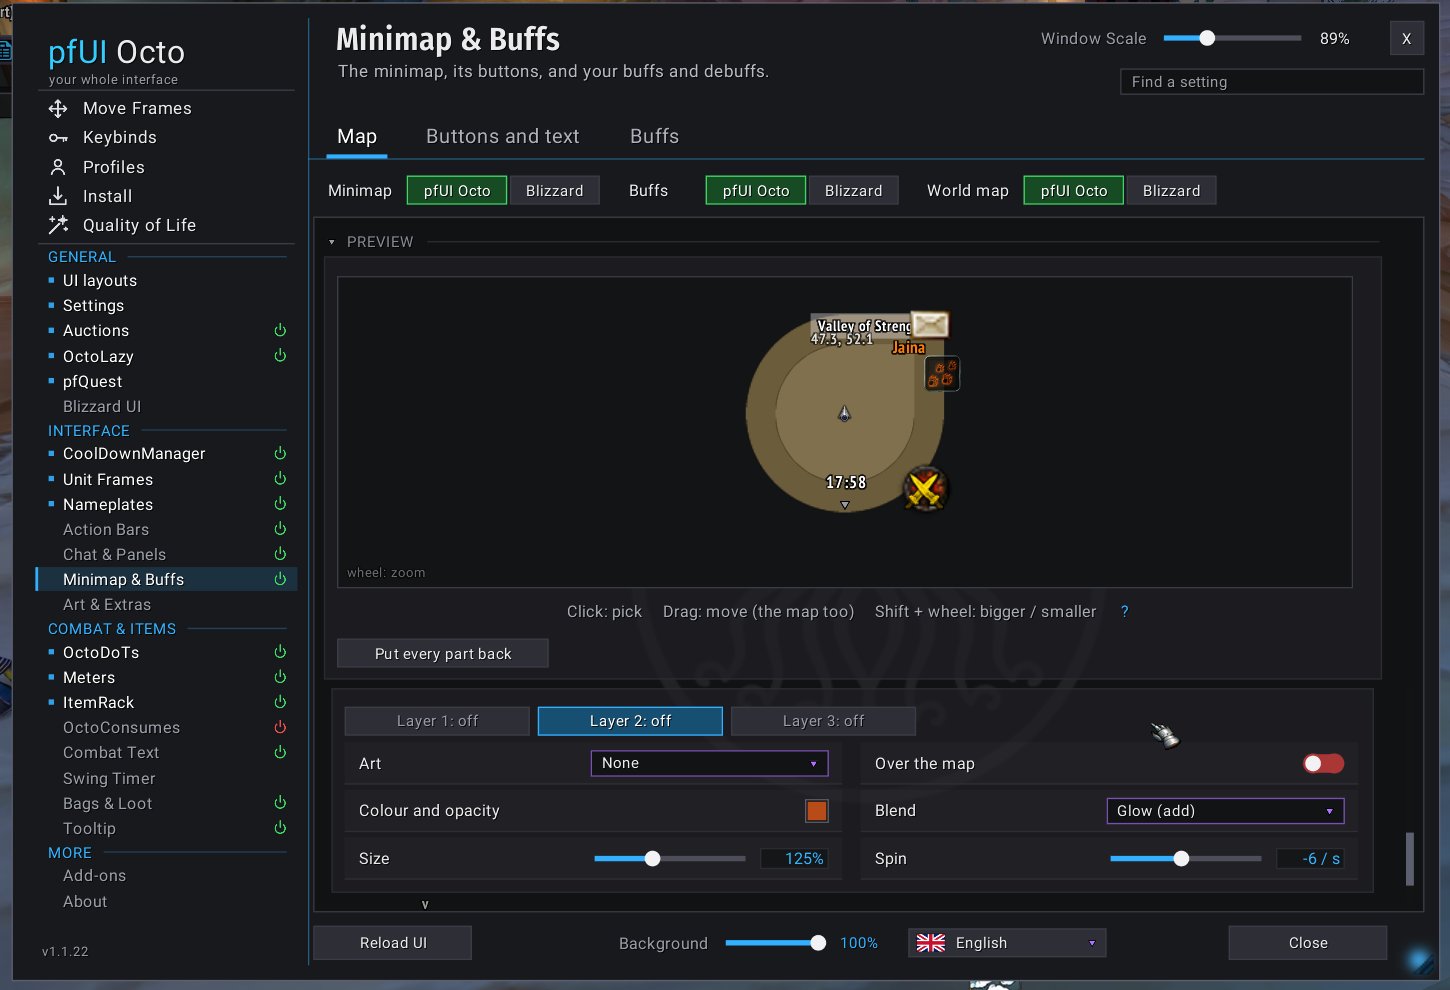 pfUI Octo
your whole interface
Move Frames
Keybinds
Profiles
Install
Quality of Life
GENERAL
UI layouts
Settings
Auctions
OctoLazy
pfQuest
Blizzard UI
INTERFACE
CoolDownManager
Unit Frames
Nameplates
Action Bars
Chat & Panels
Minimap & Buffs
Art & Extras
COMBAT & ITEMS
OctoDoTs
Meters
ItemRack
OctoConsumes
Combat Text
Swing Timer
Bags & Loot
Tooltip
MORE
Add-ons
About
v1.1.22
Minimap & Buffs
The minimap, its buttons, and your buffs and debuffs.
Window Scale 89% X
Find a setting
Map Buttons and text Buffs
Minimap pfUI Octo Blizzard Buffs pfUI Octo Blizzard World map pfUI Octo Blizzard
PREVIEW
Valley of Streng
47.3, 52.1
Jaina
17:58
wheel: zoom
Click: pick Drag: move (the map too) Shift + wheel: bigger / smaller ?
Put every part back
Layer 1: off Layer 2: off Layer 3: off
Art None Over the map
Colour and opacity Blend Glow (add)
Size 125% Spin -6 / s
v
Reload UI Background 100% English Close